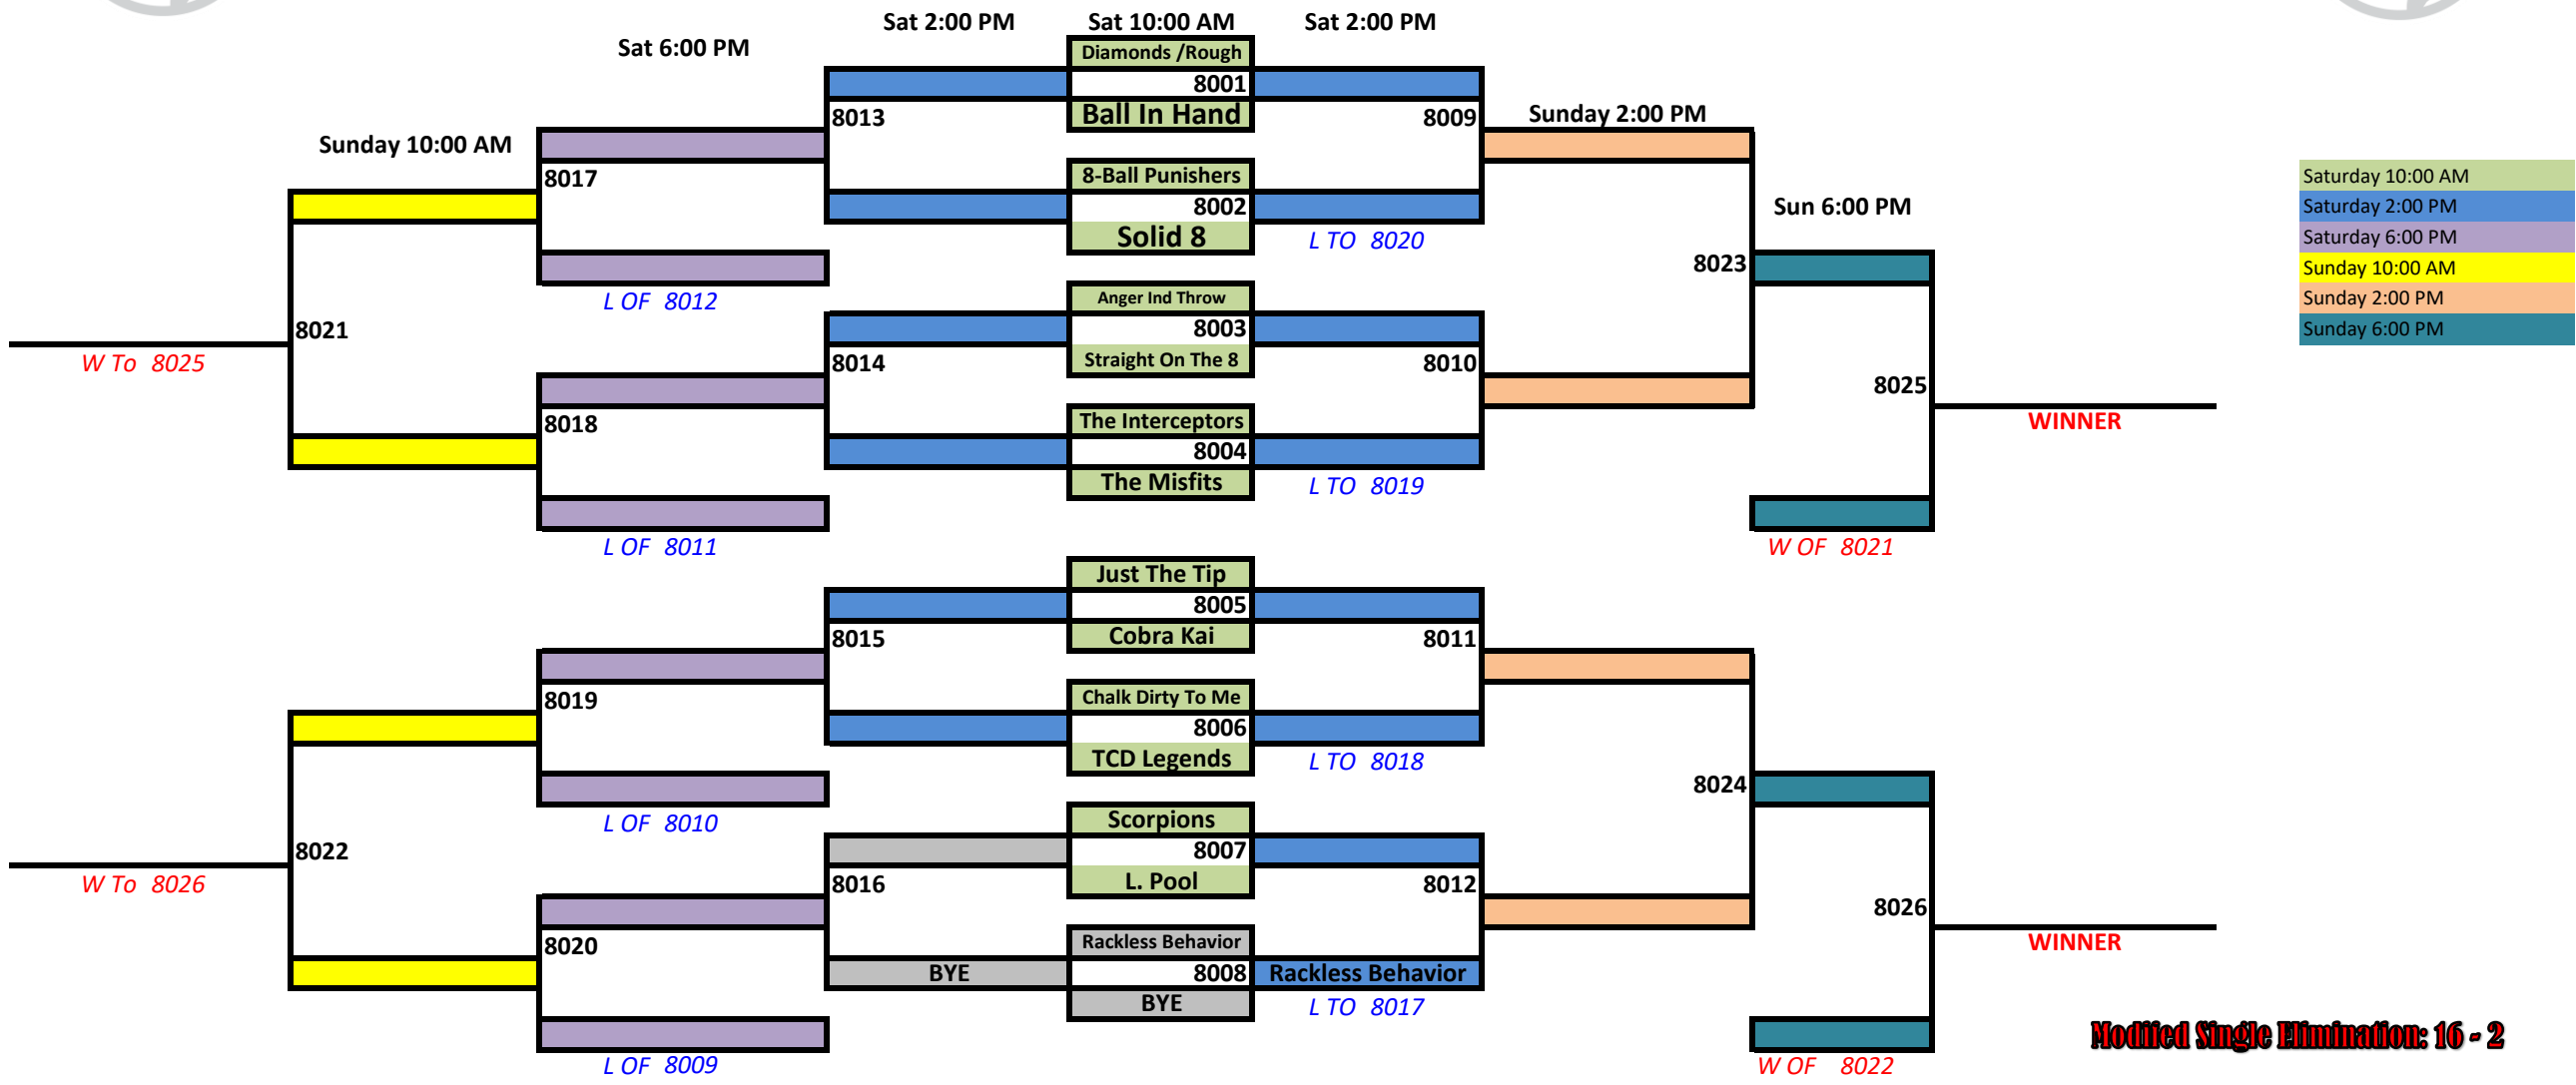 Sat 2:00 PM
Sat 10:00 AM
Sat 2:00 PM
Sat 6:00 PM
Diamonds /Rough
8001
Ball In Hand
8013
8009
Sunday 2:00 PM
Sunday 10:00 AM
8017
8-Ball Punishers
8002
Solid 8
L TO 8020
Sun 6:00 PM
Saturday 10:00 AM
Saturday 2:00 PM
Saturday 6:00 PM
Sunday 10:00 AM
Sunday 2:00 PM
Sunday 6:00 PM
8023
L OF 8012
Anger Ind Throw
8003
Straight On The 8
8021
W To 8025
8014
8010
8025
WINNER
8018
The Interceptors
8004
The Misfits
L TO 8019
L OF 8011
W OF 8021
Just The Tip
8005
Cobra Kai
8015
8011
8019
Chalk Dirty To Me
8006
TCD Legends
L TO 8018
8024
L OF 8010
Scorpions
8007
L. Pool
8022
W To 8026
8016
8012
8026
WINNER
8020
Rackless Behavior
BYE
8008
Rackless Behavior
BYE
L TO 8017
L OF 8009
W OF 8022
Modified Single Elimination: 16 - 2